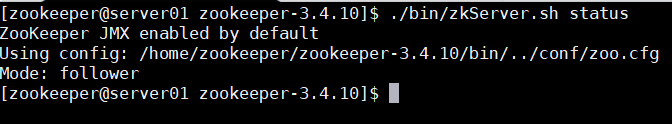 [zookeeper@server01 zookeeper-3.4.10]$ ./bin/zkServer.sh status
ZooKeeper JMX enabled by default
Using config: /home/zookeeper/zookeeper-3.4.10/bin/../conf/zoo.cfg
Mode: follower
[zookeeper@server01 zookeeper-3.4.10]$